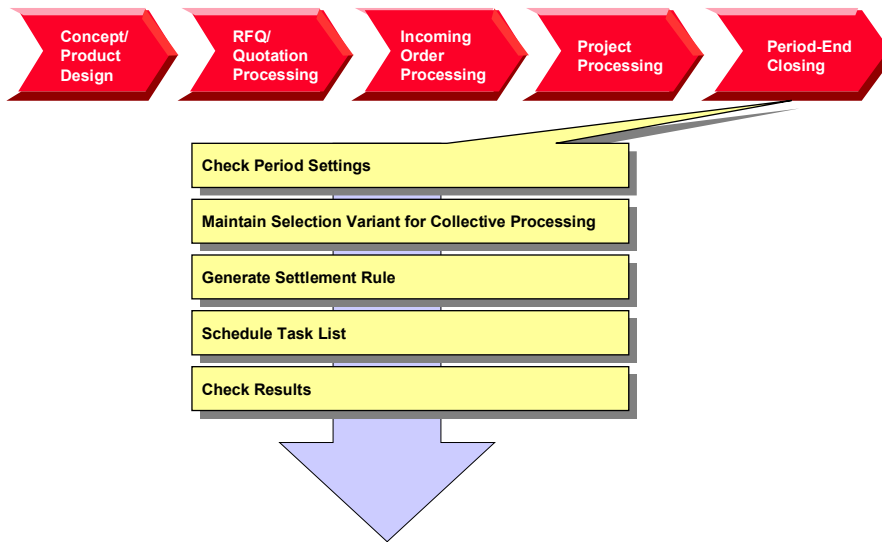 Concept/
Product
Design
RFQ/
Quotation
Processing
Incoming
Order
Processing
Project
Processing
Period-End
Closing
Check Period Settings
Maintain Selection Variant for Collective Processing
Generate Settlement Rule
Schedule Task List
Check Results